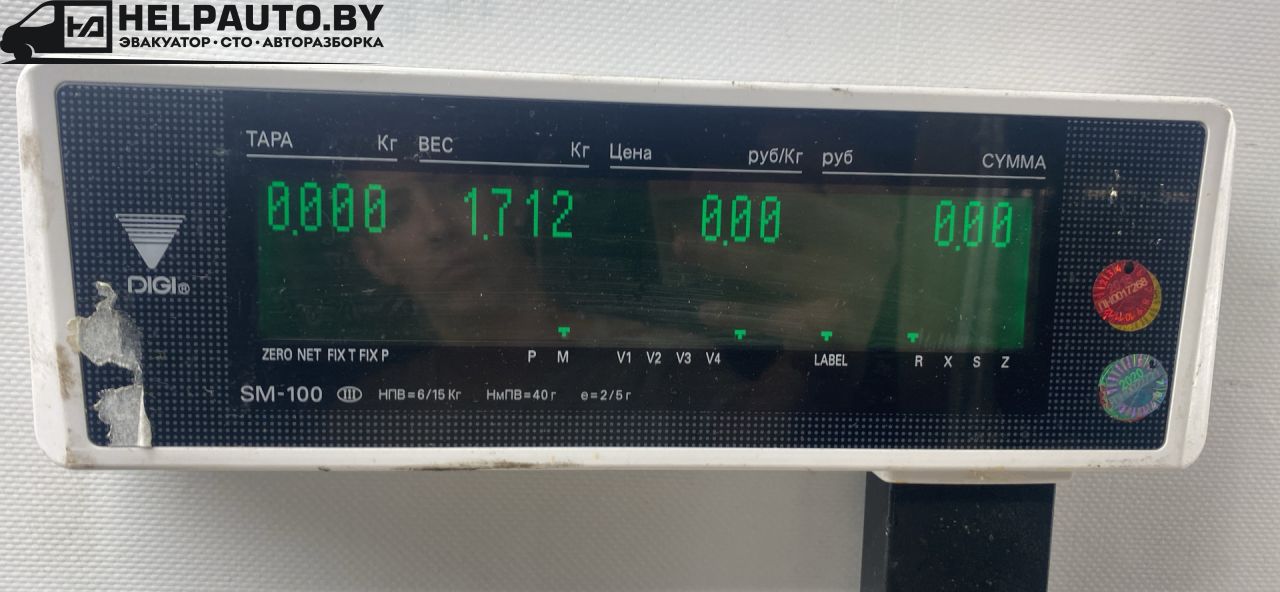 HELPAUTO.BY
ЭВАКУАТОР·СТО·АВТОРАЗБОРКА
ТАРА Кг ВЕС Кг Цена руб/Кг руб СУММА
0.000 1.712 0.00 0.00
DIGI®
ZERO NET FIX T FIX P P M V1 V2 V3 V4 LABEL R X S Z
SM-100 III НПВ=6/15 Кг НмПВ=40 г e=2/5 г
2020